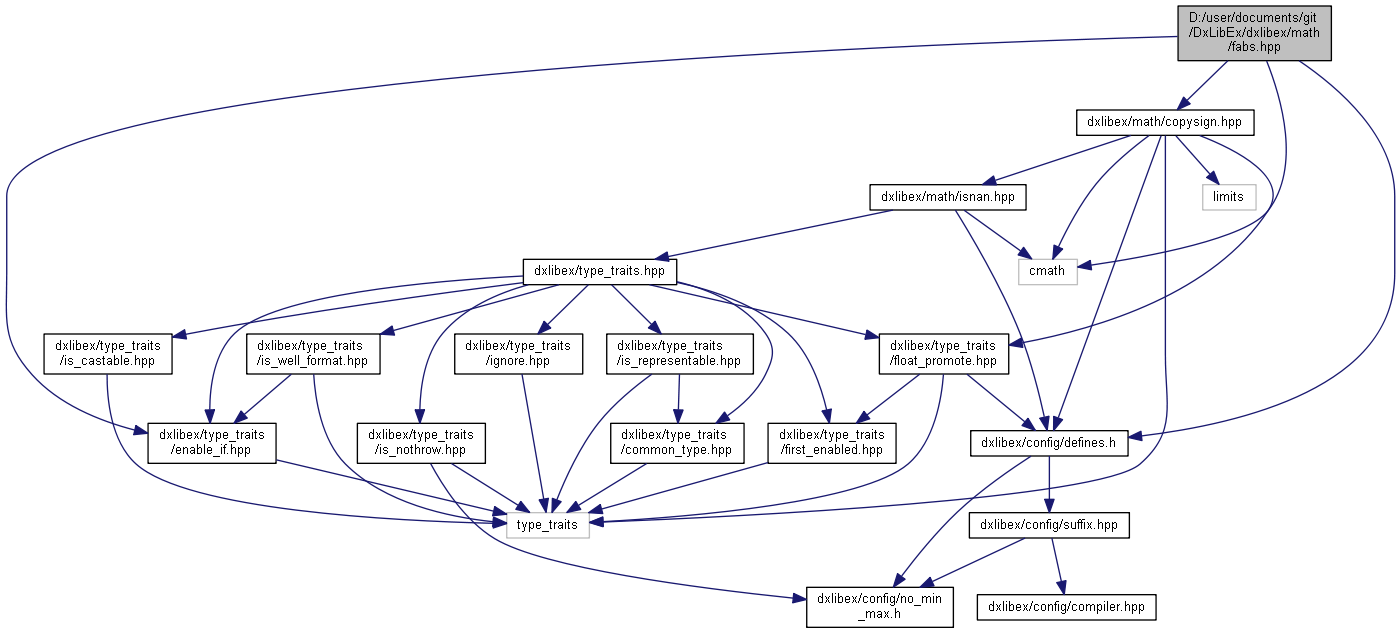 D:/user/documents/git
/DxLibEx/dxlibex/math
/fabs.hpp
dxlibex/math/copysign.hpp
dxlibex/math/isnan.hpp
limits
dxlibex/type_traits.hpp
cmath
dxlibex/type_traits
/is_castable.hpp
dxlibex/type_traits
/is_well_format.hpp
dxlibex/type_traits
/ignore.hpp
dxlibex/type_traits
/is_representable.hpp
dxlibex/type_traits
/float_promote.hpp
dxlibex/type_traits
/enable_if.hpp
dxlibex/type_traits
/is_nothrow.hpp
dxlibex/type_traits
/common_type.hpp
dxlibex/type_traits
/first_enabled.hpp
dxlibex/config/defines.h
type_traits
dxlibex/config/suffix.hpp
dxlibex/config/no_min
_max.h
dxlibex/config/compiler.hpp